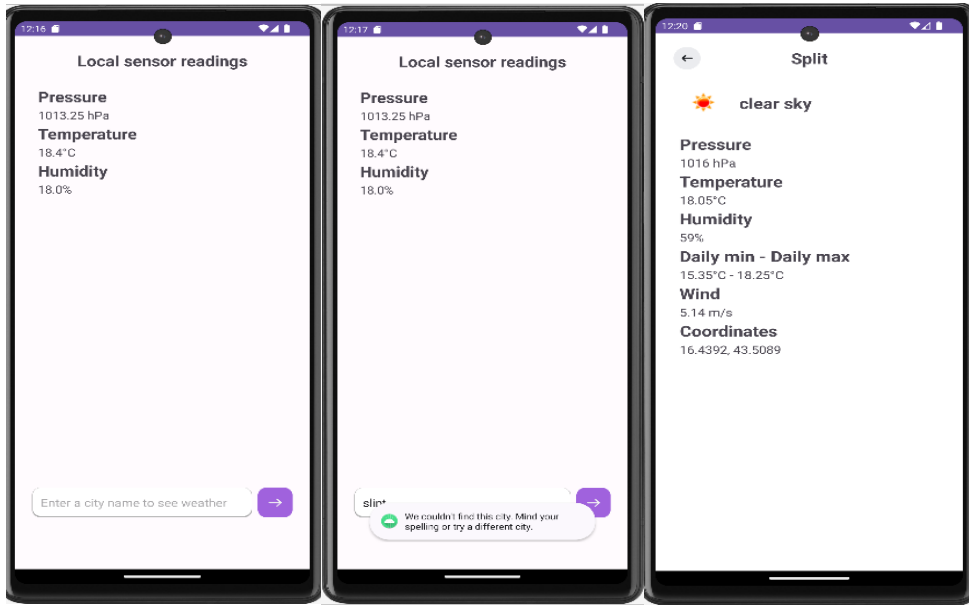 12:16
Local sensor readings
Pressure
1013.25 hPa
Temperature
18.4°C
Humidity
18.0%
Enter a city name to see weather
12:17
Local sensor readings
Pressure
1013.25 hPa
Temperature
18.4°C
Humidity
18.0%
We couldn't find this city. Mind your
spelling or try a different city.
12:20
Split
clear sky
Pressure
1016 hPa
Temperature
18.05°C
Humidity
59%
Daily min - Daily max
15.35°C - 18.25°C
Wind
5.14 m/s
Coordinates
16.4392, 43.5089